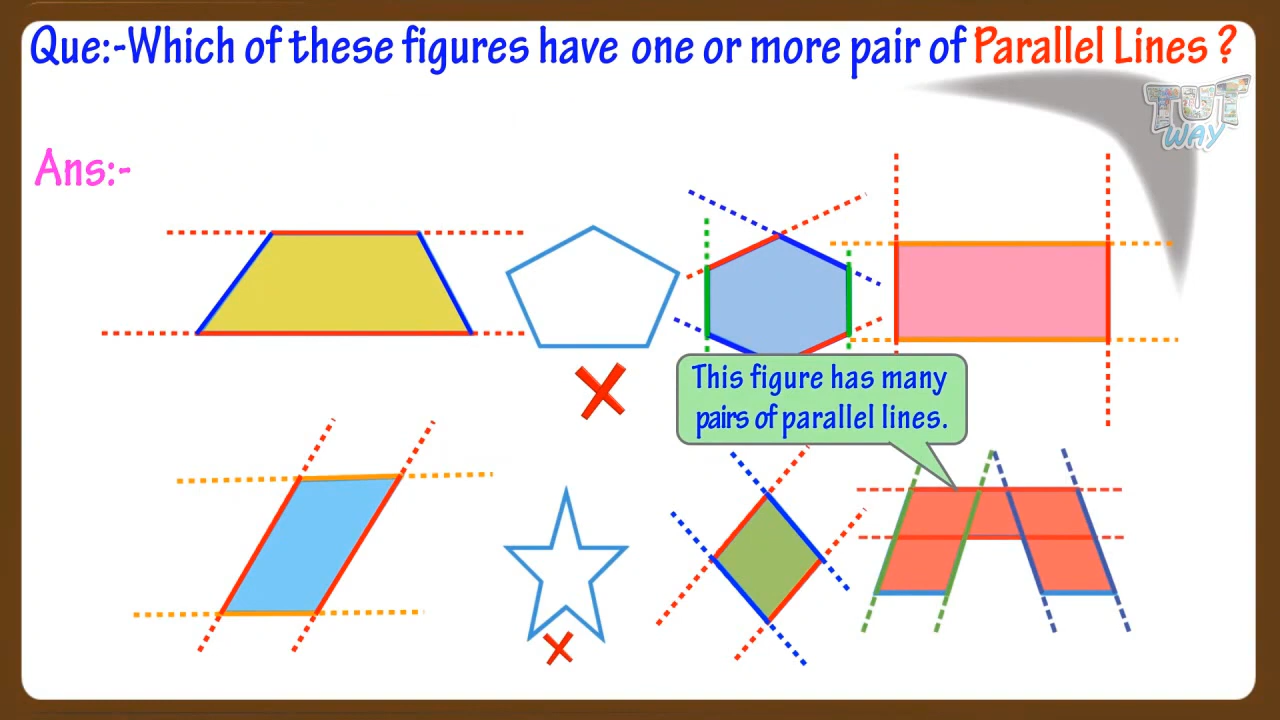 Que:-Which of these figures have one or more pair of Parallel Lines ?
TUT
WAY
Ans:-
This figure has many
pairs of parallel lines.